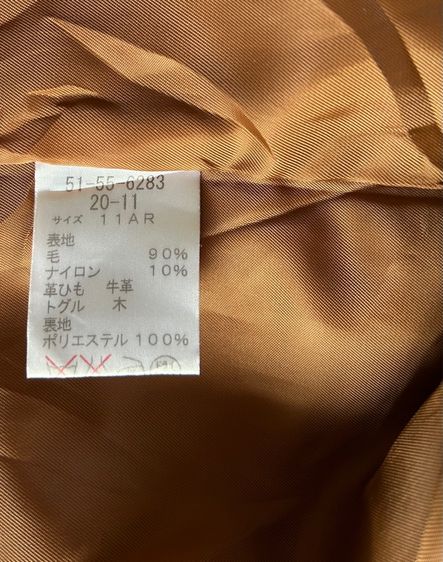 51-55-6283
20-11
サイズ 11AR
表地
毛 90%
ナイロン 10%
革ひも 牛革
トグル 木
裏地
ポリエステル 100%